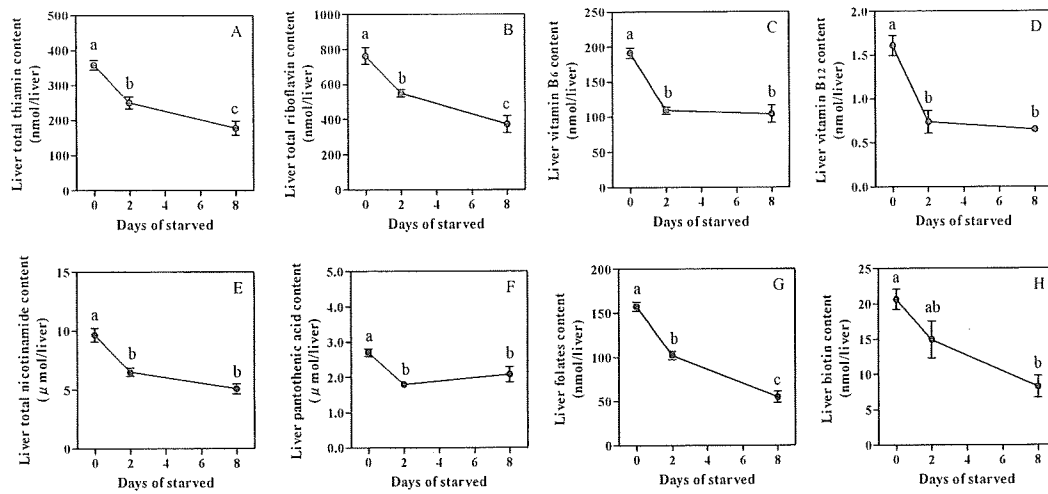 Liver total thiamin content
(nmol/liver)
500
400
300
200
100
0
a
b
c
A
0 2 4 6 8
Days of starved
Liver total riboflavin content
(nmol/liver)
1000
800
600
400
200
0
a
b
c
B
0 2 4 6 8
Days of starved
Liver vitamin B6 content
(nmol/liver)
250
200
150
100
50
0
a
b
b
C
0 2 4 6 8
Days of starved
Liver vitamin B12 content
(nmol/liver)
2.0
1.5
1.0
0.5
0.0
a
b
b
D
0 2 4 6 8
Days of starved
Liver total nicotinamide content
(μ mol/liver)
15
10
5
0
a
b
b
E
0 2 4 6 8
Days of starved
Liver pantothenic acid content
(μ mol/liver)
5.0
4.0
3.0
2.0
1.0
0.0
a
b
b
F
0 2 4 6 8
Days of starved
Liver folates content
(nmol/liver)
200
150
100
50
0
a
b
c
G
0 2 4 6 8
Days of starved
Liver biotin content
(nmol/liver)
25
20
15
10
5
0
a
ab
b
H
0 2 4 6 8
Days of starved